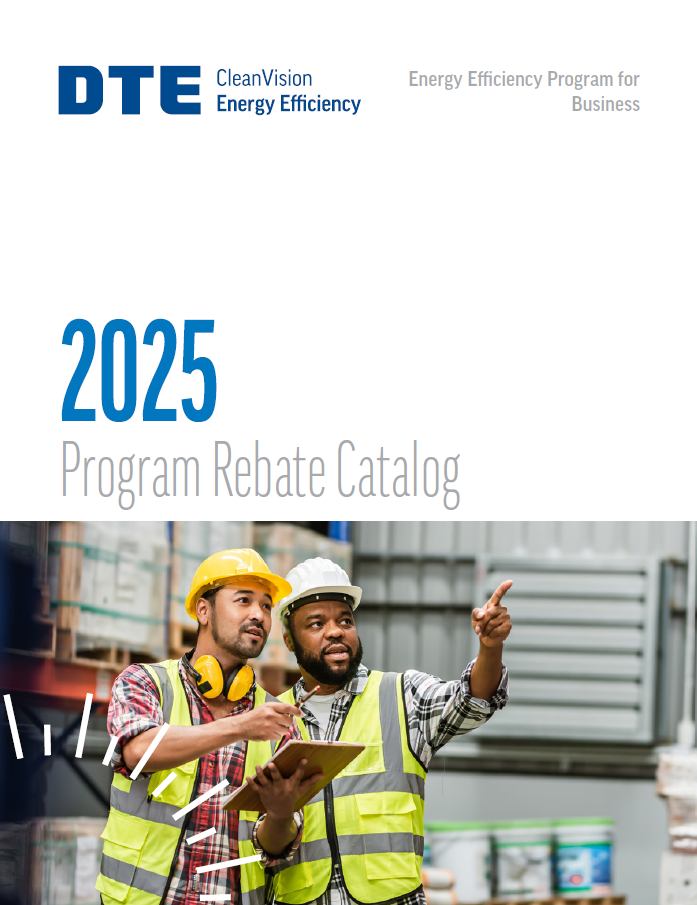 DTE
CleanVision
Energy Efficiency
Energy Efficiency Program for
Business
2025
Program Rebate Catalog